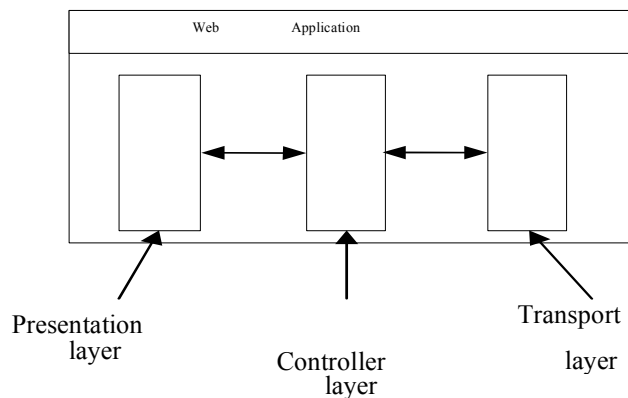 Web Application
Presentation
layer
Controller
layer
Transport
layer